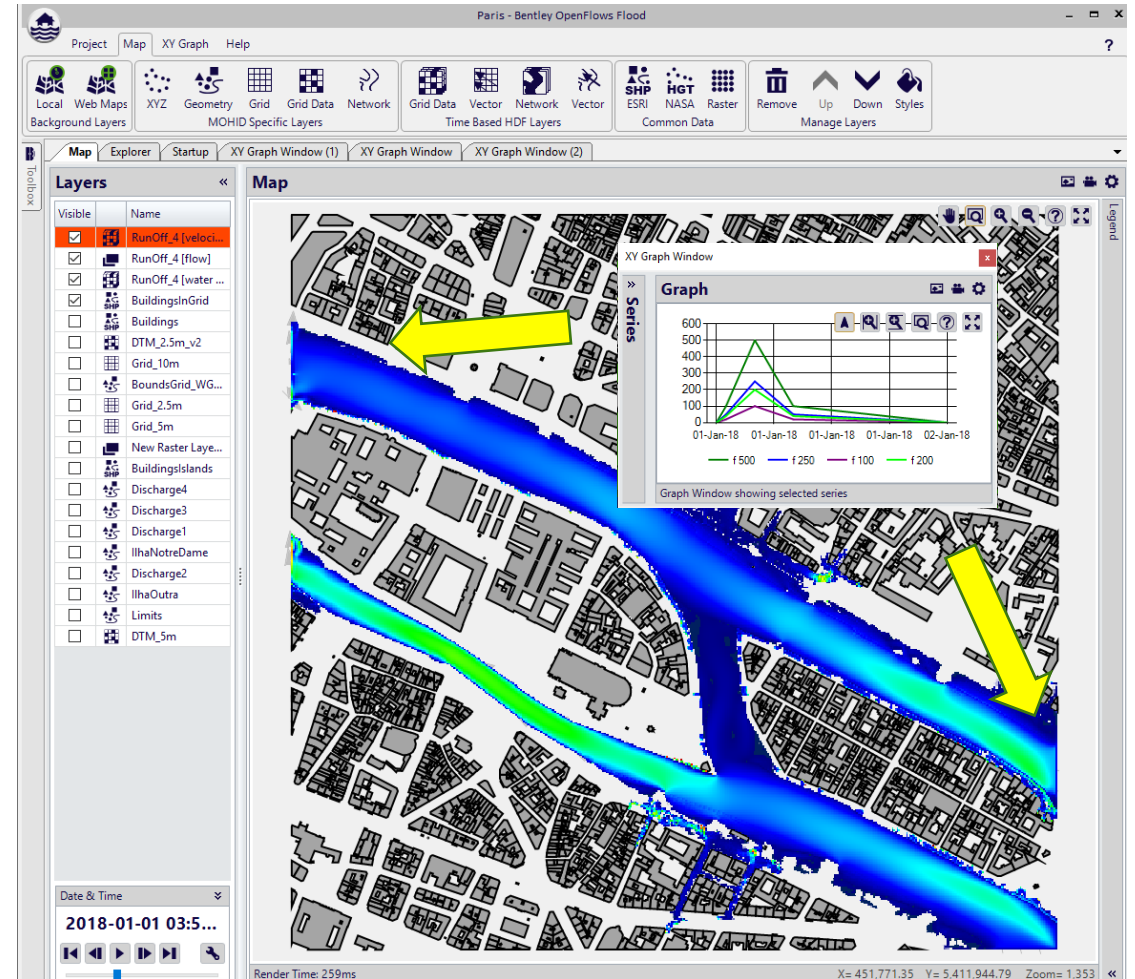 Paris - Bentley OpenFlows Flood
Project Map XY Graph Help ?
Local Web Maps XYZ Geometry Grid Grid Data Network Grid Data Vector Network Vector SHP ESRI HGT NASA Raster Remove Up Down Styles
Background Layers MOHID Specific Layers Time Based HDF Layers Common Data Manage Layers
Map Explorer Startup XY Graph Window (1) XY Graph Window XY Graph Window (2)
Toolbox
Layers «
Visible Name
RunOff_4 [veloci...
RunOff_4 [flow]
RunOff_4 [water ...
SHP BuildingsInGrid
SHP Buildings
DTM_2.5m_v2
Grid_10m
BoundsGrid_WG...
Grid_2.5m
Grid_5m
New Raster Laye...
SHP BuildingsIslands
Discharge4
Discharge3
Discharge1
IlhaNotreDame
Discharge2
IlhaOutra
Limits
DTM_5m
Date & Time
2018-01-01 03:5...
Map
Legend
XY Graph Window x
» Series
Graph
600
500
400
300
200
100
0
01-Jan-18 01-Jan-18 01-Jan-18 01-Jan-18 02-Jan-18
f 500 f 250 f 100 f 200
Graph Window showing selected series
Render Time: 259ms X= 451,771.35 Y= 5,411,944.79 Zoom= 1.353 «